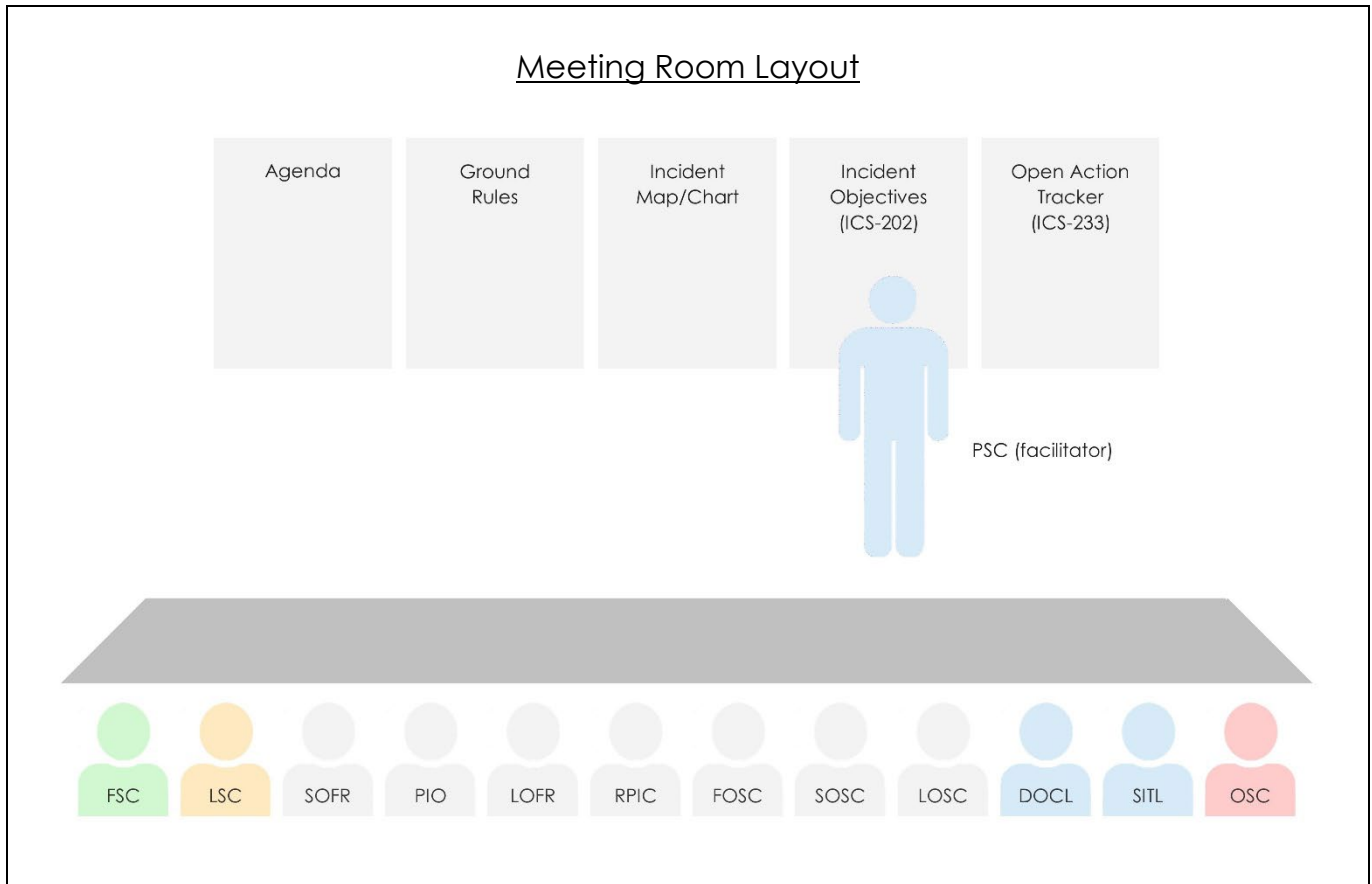 Meeting Room Layout
Agenda
Ground
Rules
Incident
Map/Chart
Incident
Objectives
(ICS-202)
Open Action
Tracker
(ICS-233)
PSC (facilitator)
FSC
LSC
SOFR
PIO
LOFR
RPIC
FOSC
SOSC
LOSC
DOCL
SITL
OSC